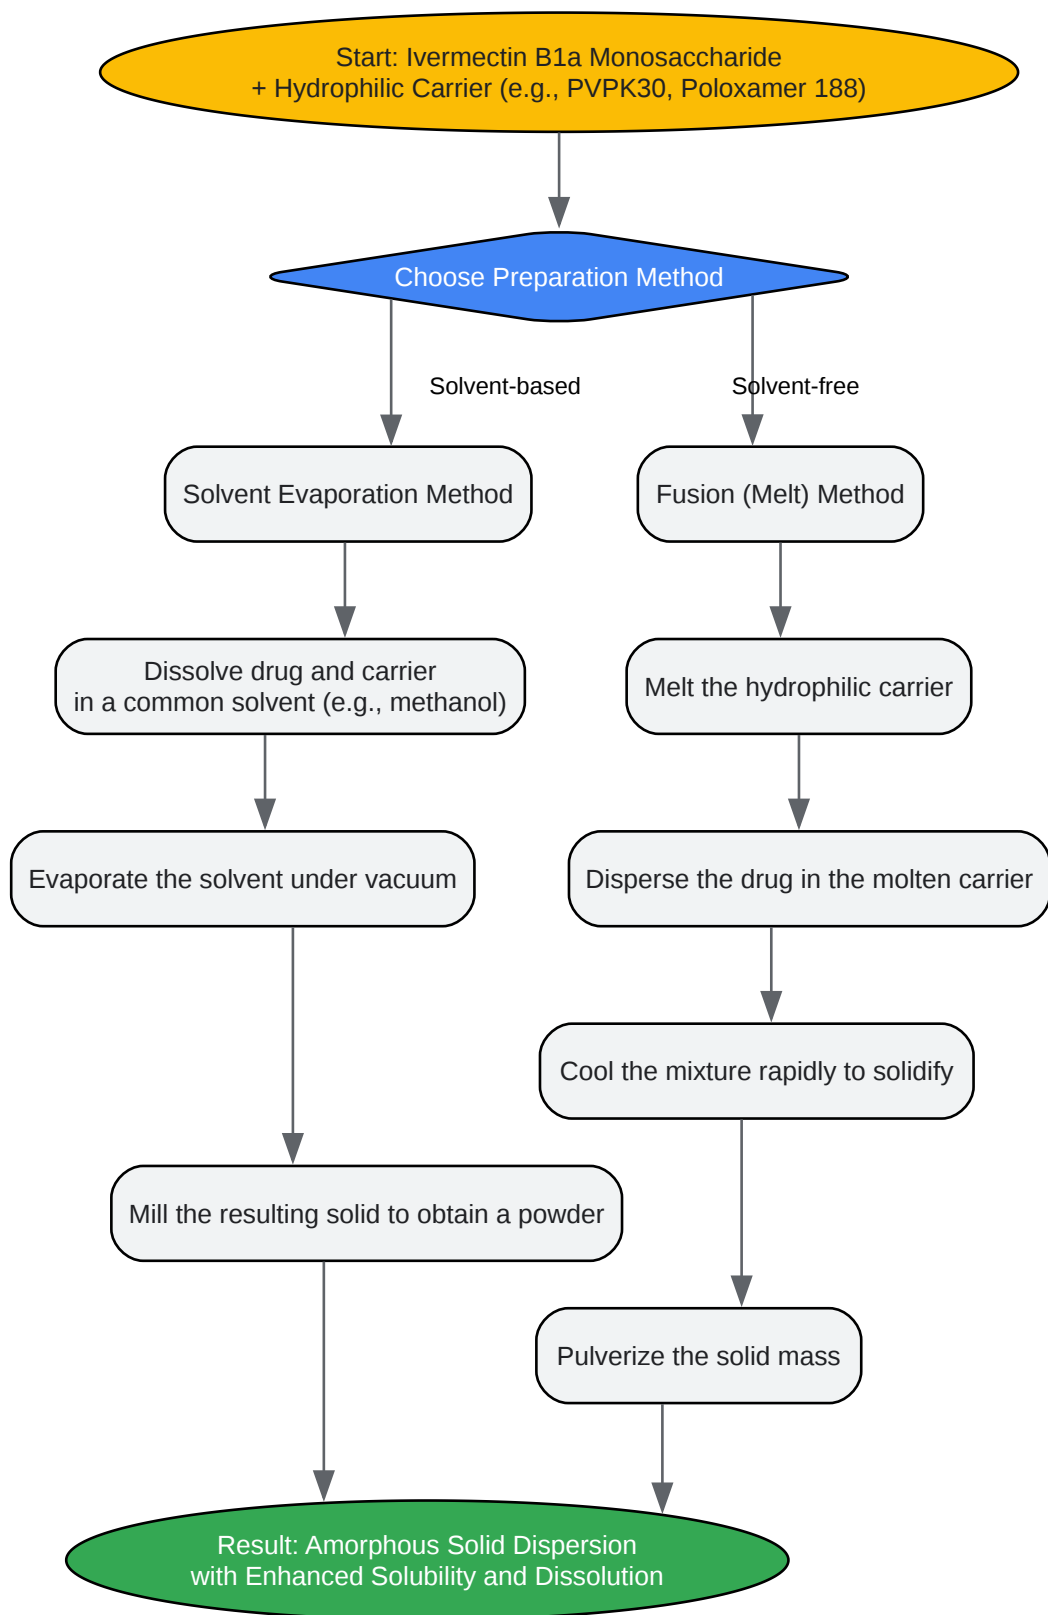 Start: Ivermectin B1a Monosaccharide
+ Hydrophilic Carrier (e.g., PVPK30, Poloxamer 188)
Choose Preparation Method
Solvent-based
Solvent-free
Solvent Evaporation Method
Fusion (Melt) Method
Dissolve drug and carrier
in a common solvent (e.g., methanol)
Melt the hydrophilic carrier
Evaporate the solvent under vacuum
Disperse the drug in the molten carrier
Cool the mixture rapidly to solidify
Mill the resulting solid to obtain a powder
Pulverize the solid mass
Result: Amorphous Solid Dispersion
with Enhanced Solubility and Dissolution